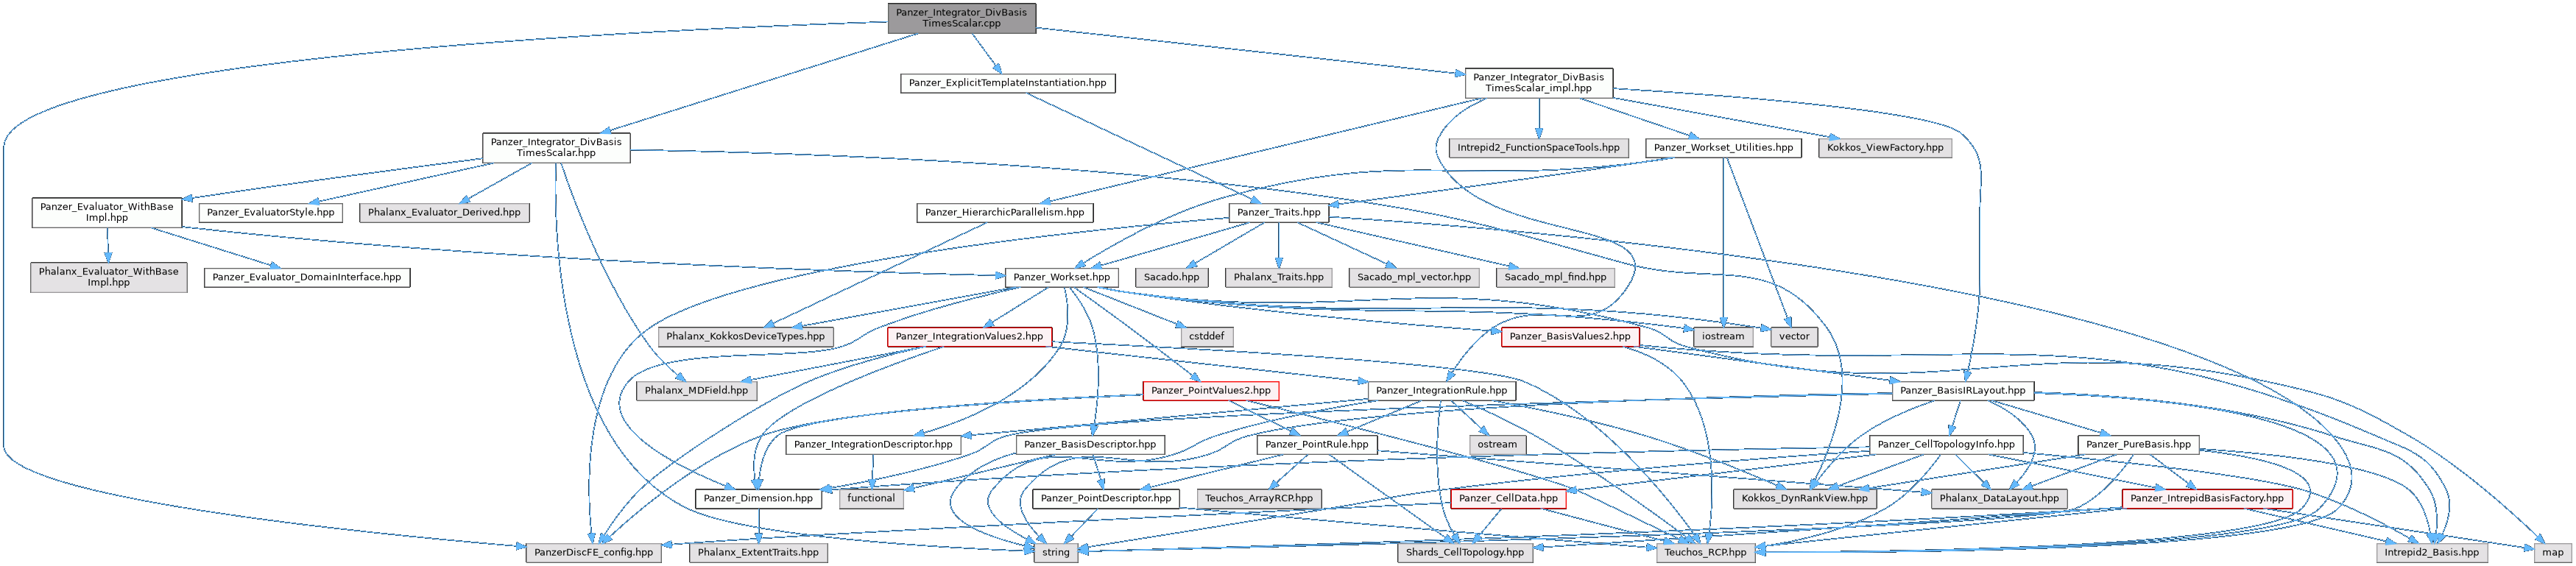 Panzer_Integrator_DivBasis
TimesScalar.cpp
Panzer_ExplicitTemplateInstantiation.hpp
Panzer_Integrator_DivBasis
TimesScalar_impl.hpp
Panzer_Integrator_DivBasis
TimesScalar.hpp
Intrepid2_FunctionSpaceTools.hpp
Panzer_Workset_Utilities.hpp
Kokkos_ViewFactory.hpp
Panzer_Evaluator_WithBase
Impl.hpp
Panzer_EvaluatorStyle.hpp
Phalanx_Evaluator_Derived.hpp
Panzer_HierarchicParallelism.hpp
Panzer_Traits.hpp
Phalanx_Evaluator_WithBase
Impl.hpp
Panzer_Evaluator_DomainInterface.hpp
Panzer_Workset.hpp
Sacado.hpp
Phalanx_Traits.hpp
Sacado_mpl_vector.hpp
Sacado_mpl_find.hpp
Phalanx_KokkosDeviceTypes.hpp
Panzer_IntegrationValues2.hpp
cstddef
Panzer_BasisValues2.hpp
iostream
vector
Phalanx_MDField.hpp
Panzer_PointValues2.hpp
Panzer_IntegrationRule.hpp
Panzer_BasisIRLayout.hpp
Panzer_IntegrationDescriptor.hpp
Panzer_BasisDescriptor.hpp
Panzer_PointRule.hpp
ostream
Panzer_CellTopologyInfo.hpp
Panzer_PureBasis.hpp
Panzer_Dimension.hpp
functional
Panzer_PointDescriptor.hpp
Teuchos_ArrayRCP.hpp
Panzer_CellData.hpp
Kokkos_DynRankView.hpp
Phalanx_DataLayout.hpp
Panzer_IntrepidBasisFactory.hpp
PanzerDiscFE_config.hpp
Phalanx_ExtentTraits.hpp
string
Shards_CellTopology.hpp
Teuchos_RCP.hpp
Intrepid2_Basis.hpp
map